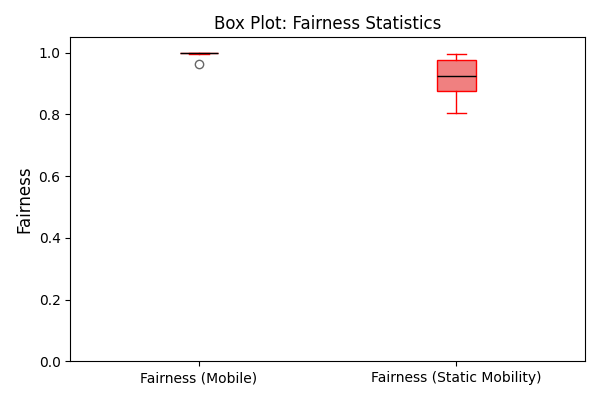 Box Plot: Fairness Statistics
1.0
0.8
0.6
0.4
0.2
0.0
Fairness
Fairness (Mobile)
Fairness (Static Mobility)